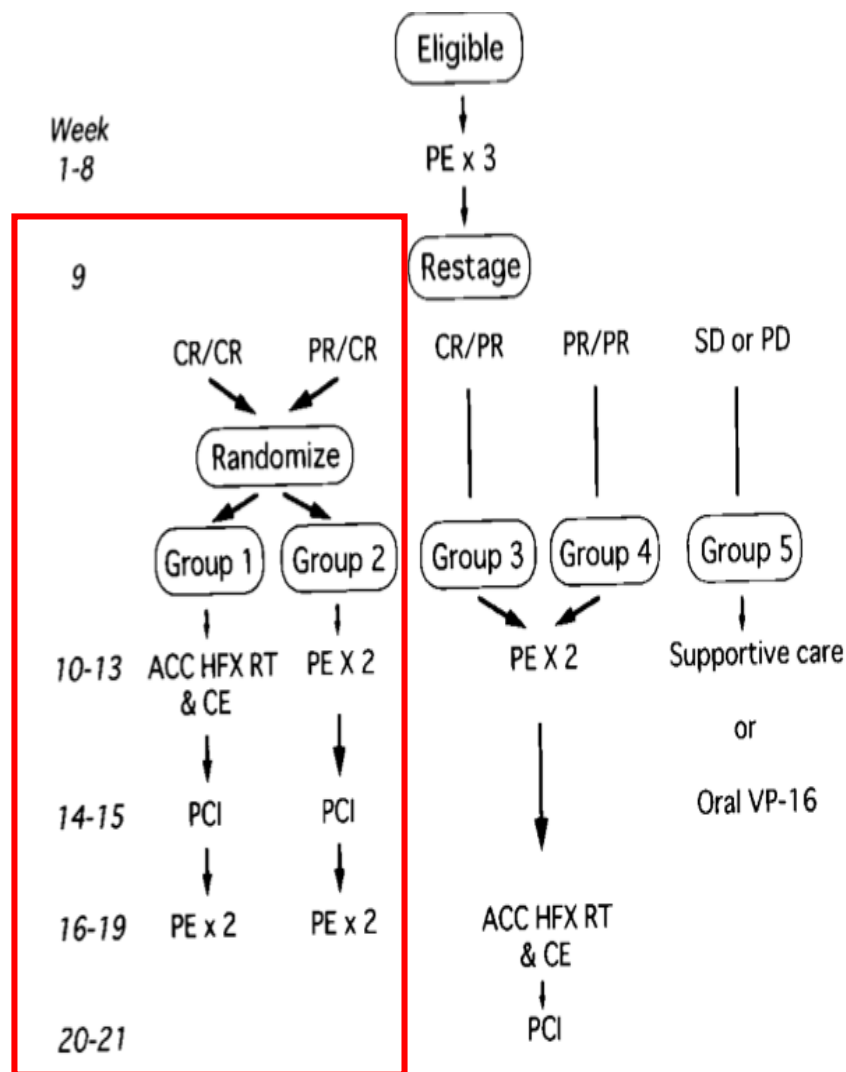 Eligible
Week
1-8
PE x 3
9
Restage
CR/CR PR/CR CR/PR PR/PR SD or PD
Randomize
Group 1 Group 2 Group 3 Group 4 Group 5
10-13 ACC HFX RT PE X 2 PE X 2 Supportive care
& CE
or
14-15 PCI PCI Oral VP-16
16-19 PE x 2 PE x 2 ACC HFX RT
& CE
20-21 PCI